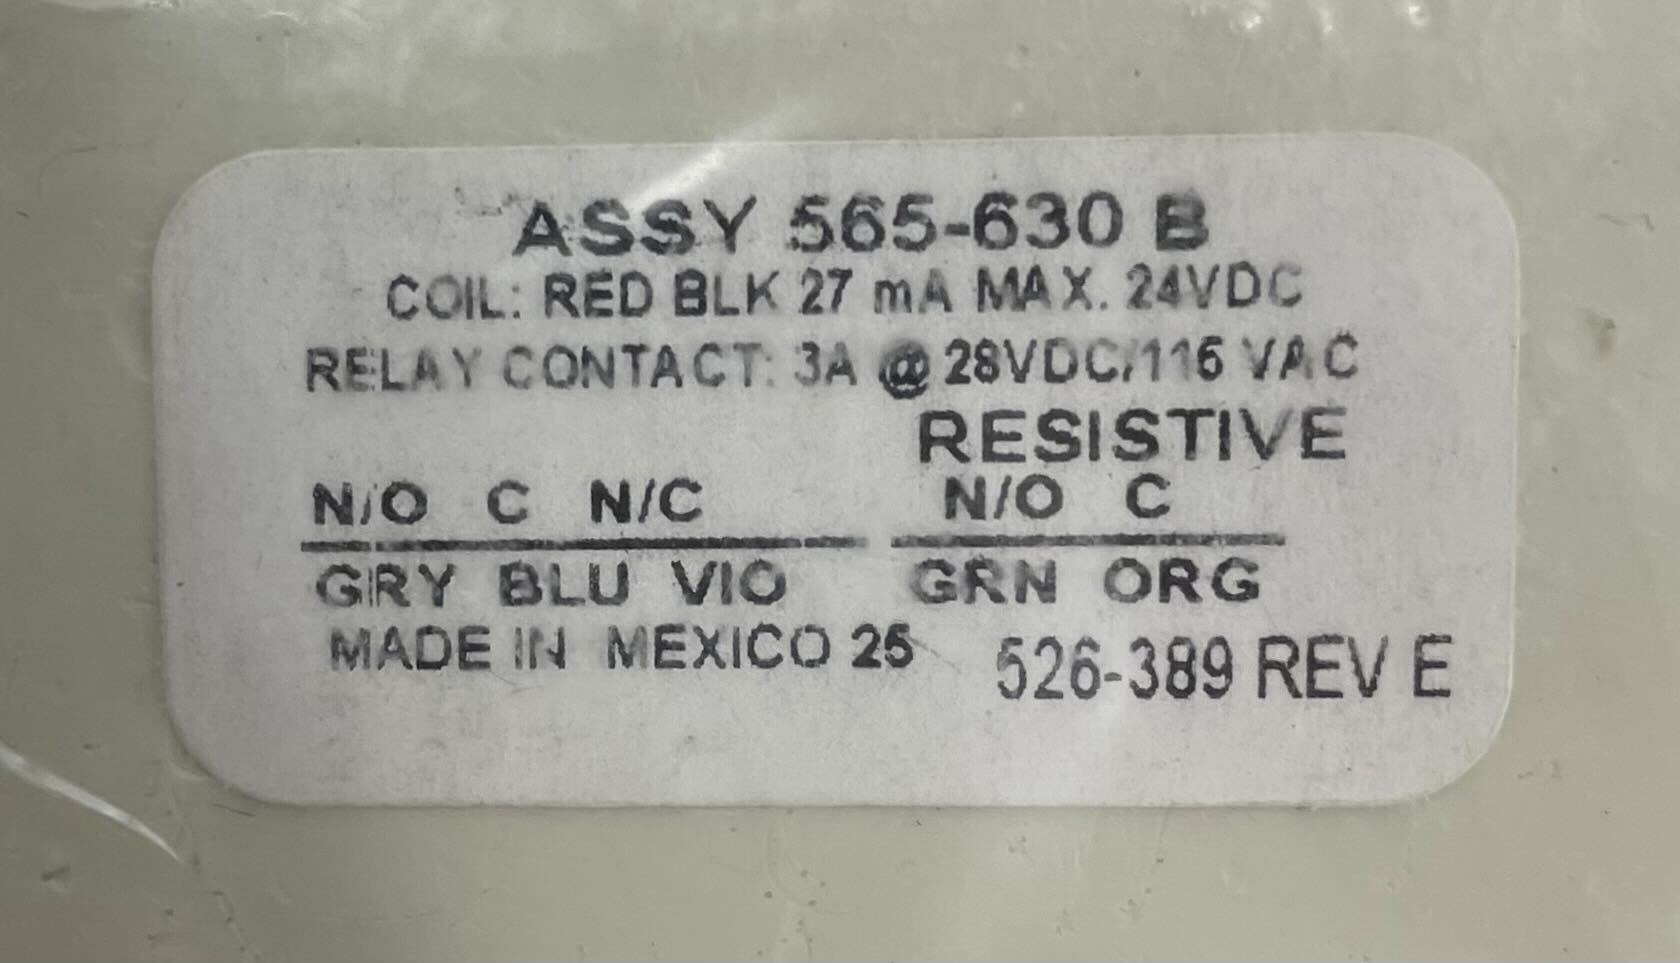 ASSY 565-630 B
COIL: RED BLK 27 mA MAX. 24VDC
RELAY CONTACT: 3A @ 28VDC/115 VAC
RESISTIVE
N/O C N/C N/O C
GRY BLU VIO GRN ORG
MADE IN MEXICO 25 526-389 REV E